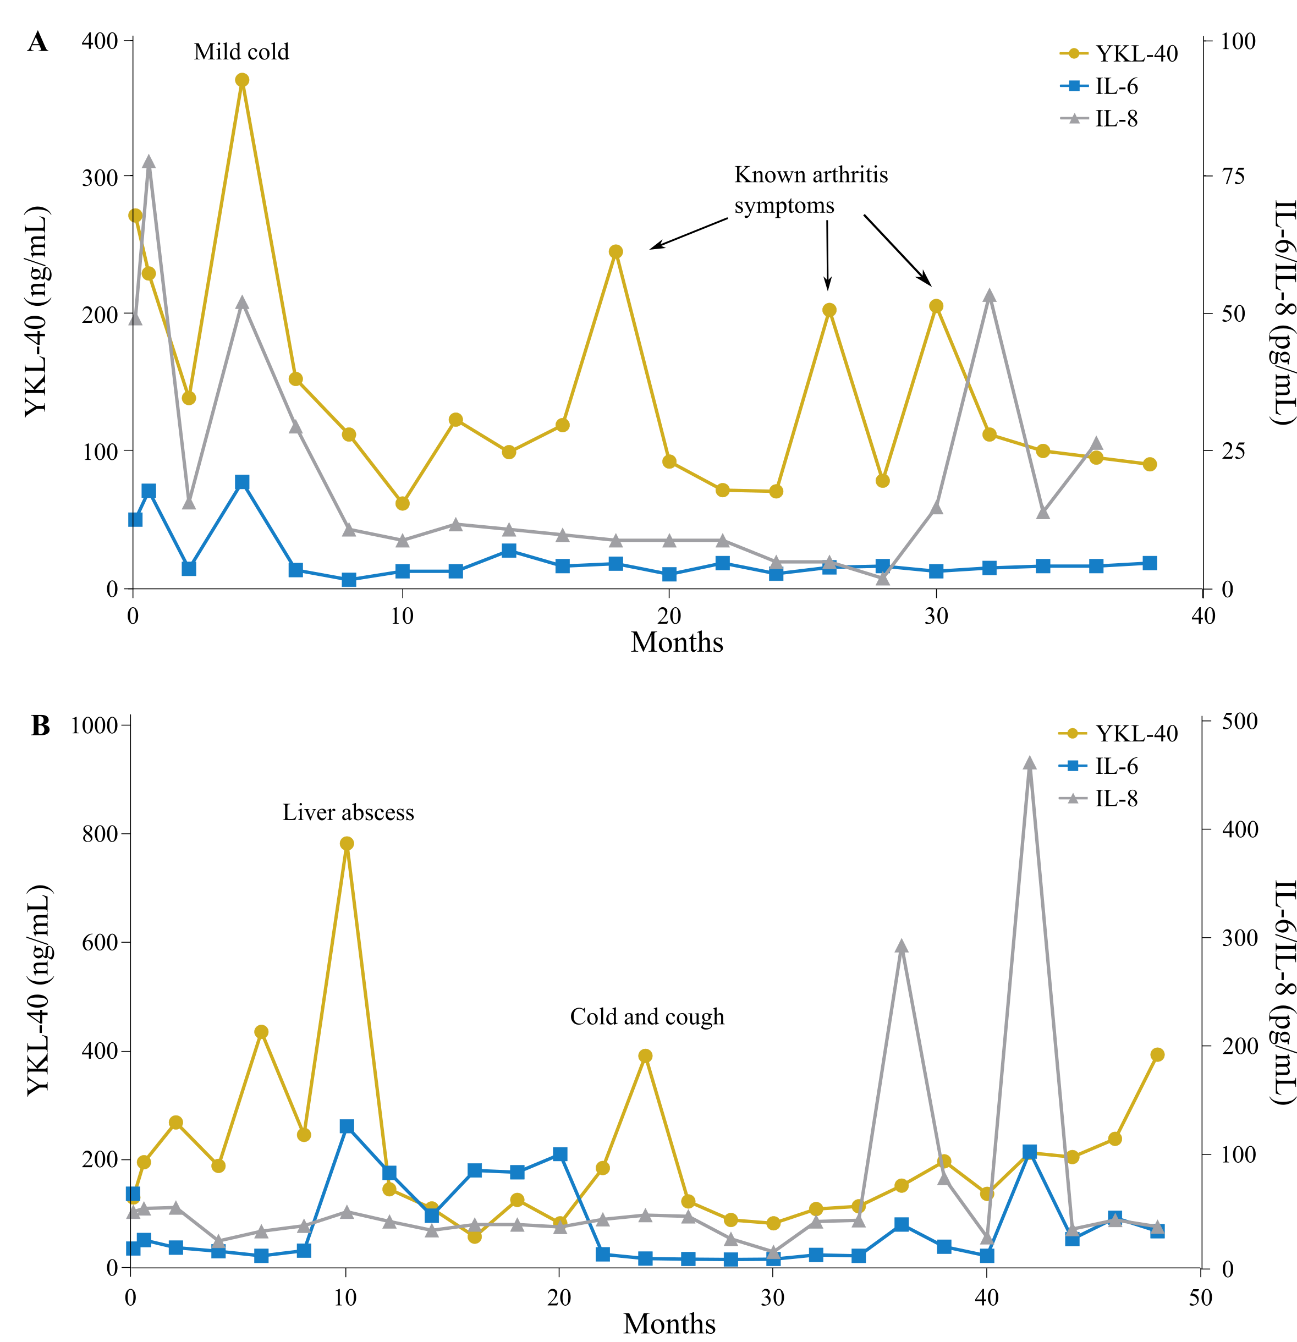 A
Mild cold
Known arthritis
symptoms
YKL-40
IL-6
IL-8
400
300
200
100
0
YKL-40 (ng/mL)
100
75
50
25
0
IL-6/IL-8 (pg/mL)
0
10
20
30
40
Months
B
Liver abscess
Cold and cough
YKL-40
IL-6
IL-8
1000
800
600
400
200
0
YKL-40 (ng/mL)
500
400
300
200
100
0
IL-6/IL-8 (pg/mL)
0
10
20
30
40
50
Months